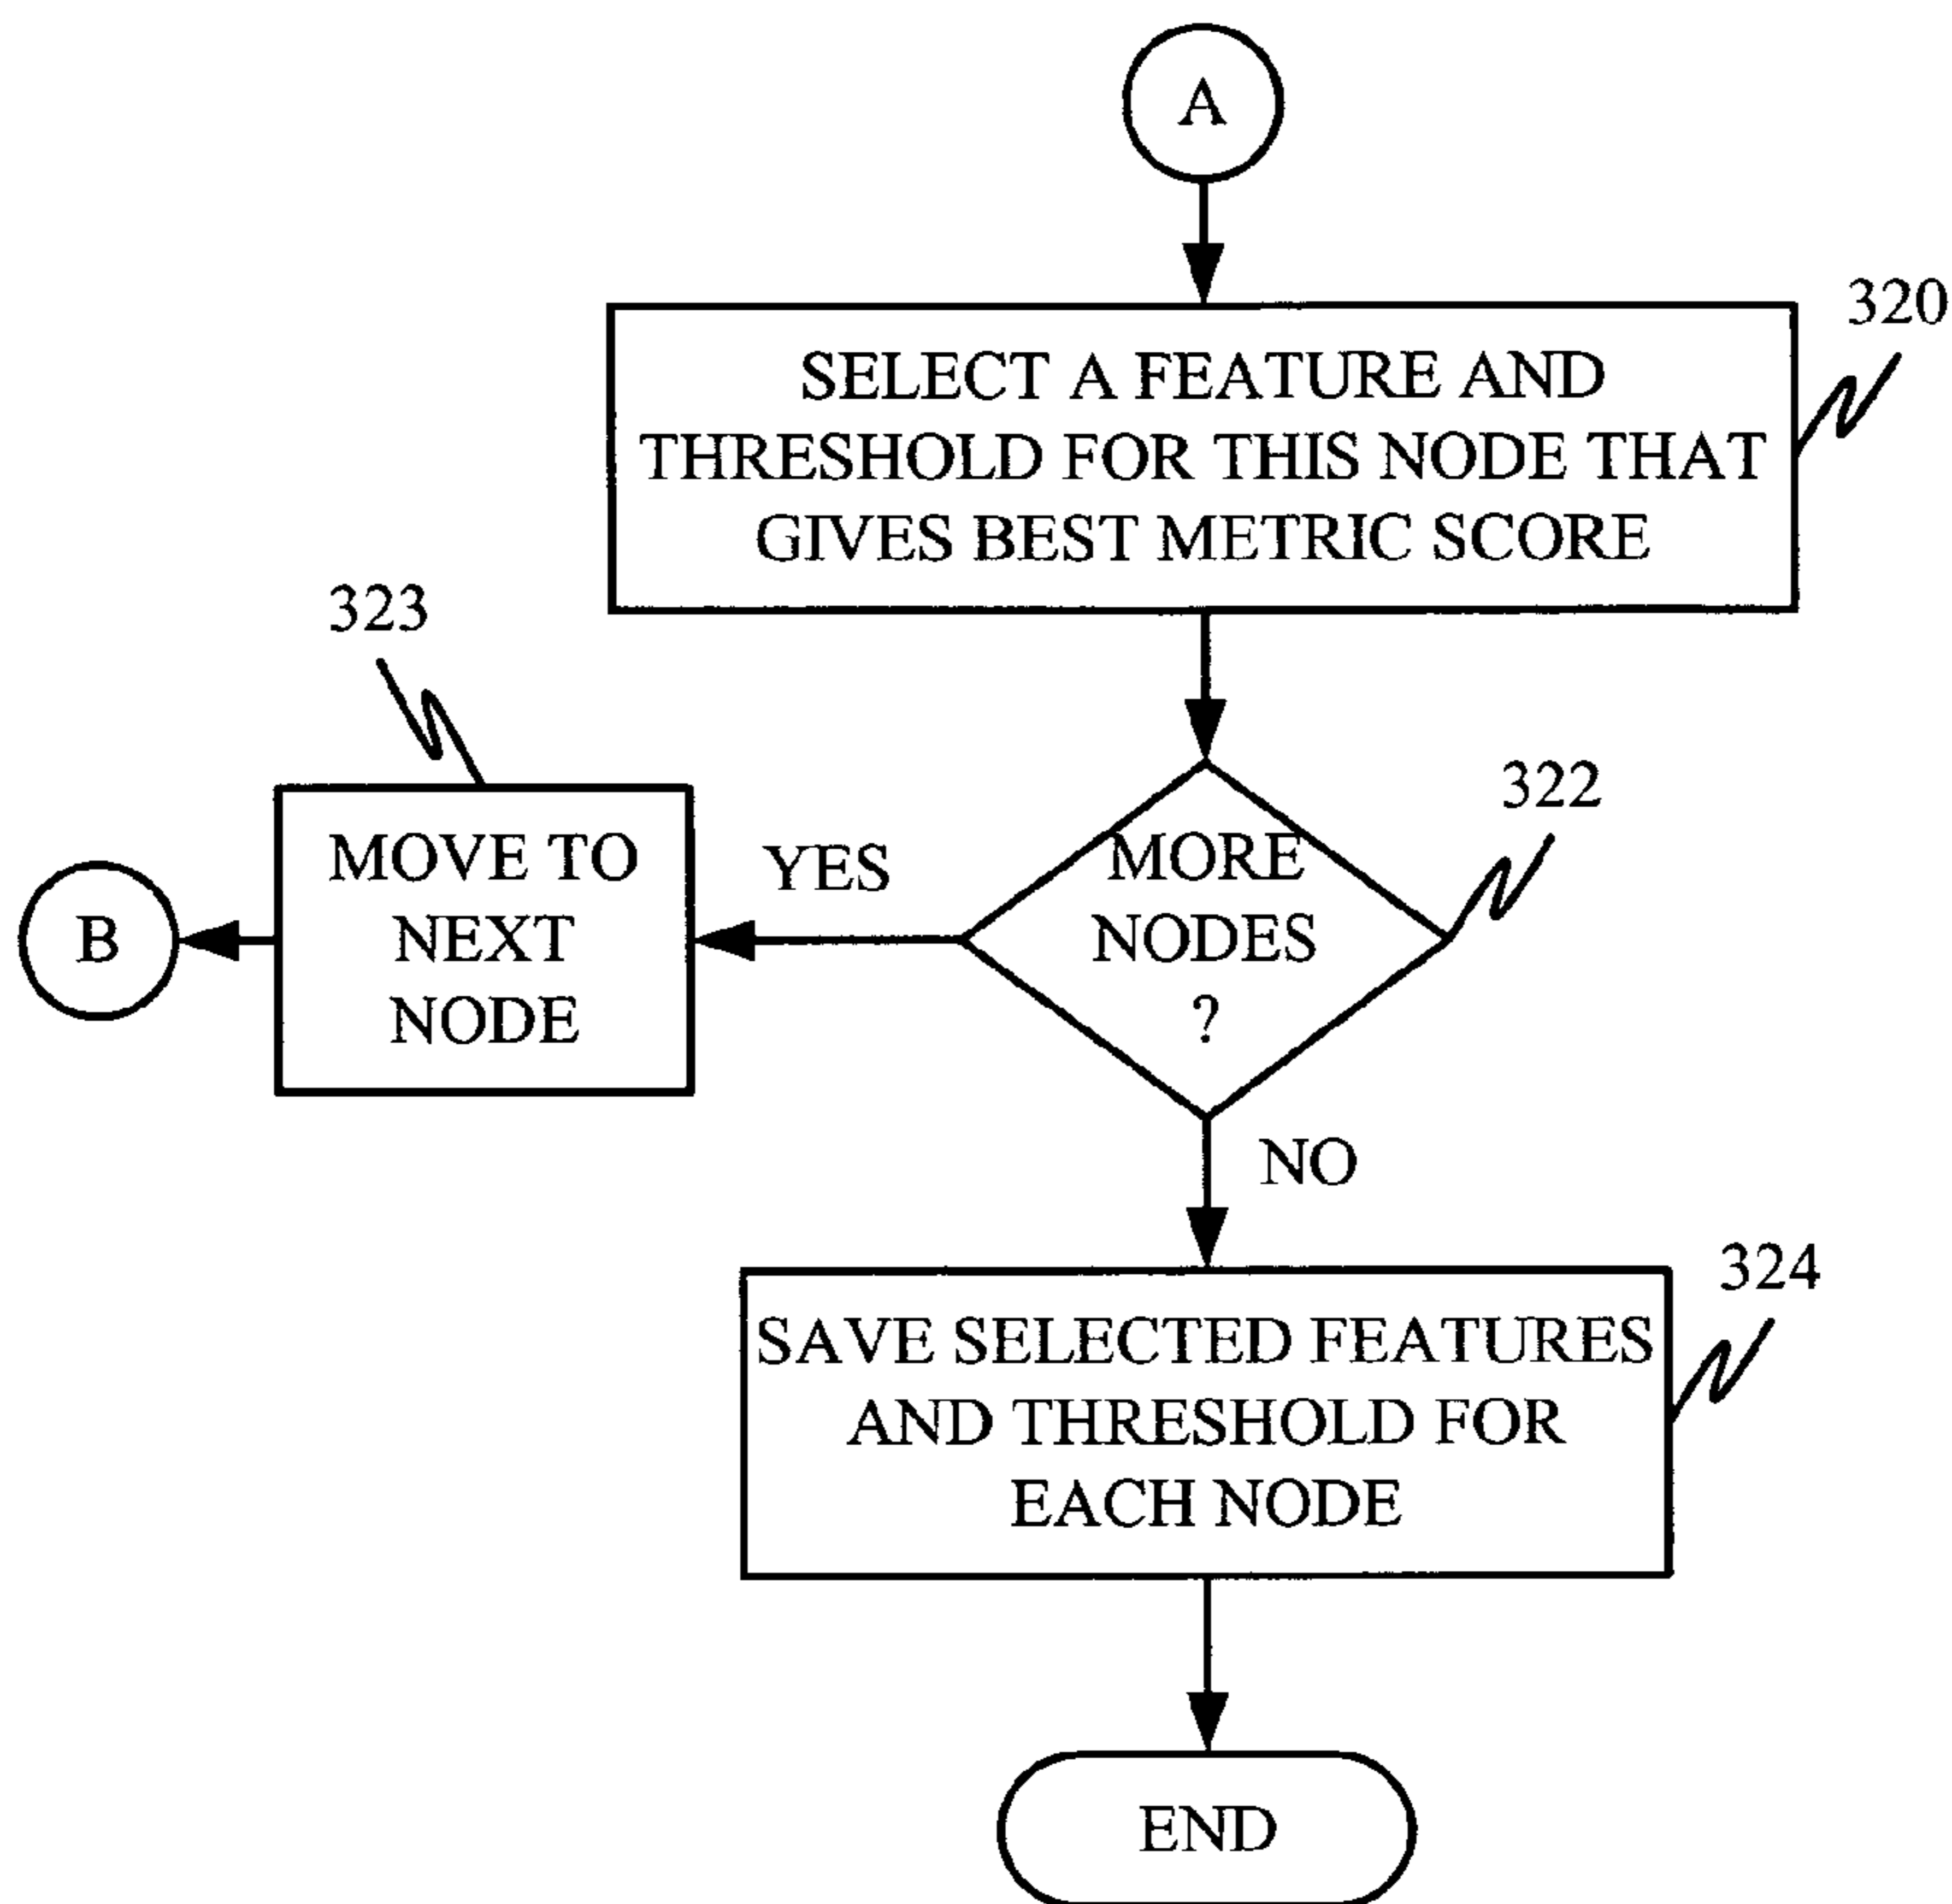 A
320
SELECT A FEATURE AND
THRESHOLD FOR THIS NODE THAT
GIVES BEST METRIC SCORE
323
322
MOVE TO
NEXT
NODE
B
YES
MORE
NODES
?
NO
324
SAVE SELECTED FEATURES
AND THRESHOLD FOR
EACH NODE
END